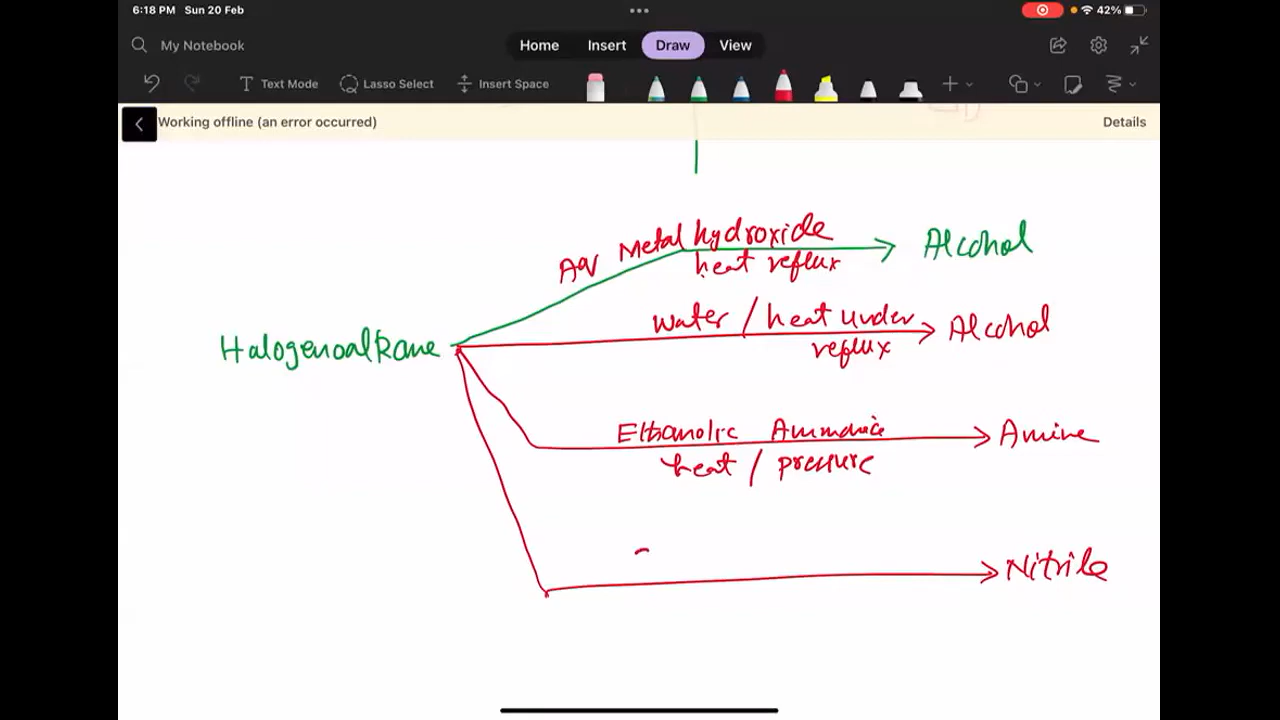 6:18 PM Sun 20 Feb
42%
My Notebook
Home Insert Draw View
Text Mode Lasso Select Insert Space
Working offline (an error occurred)
Details
Aq Metal hydroxide
heat reflux
Alcohol
Water / heat under
reflux
Alcohol
Halogenoalkane
Ethanolic Ammonia
heat / pressure
Amine
Nitrile